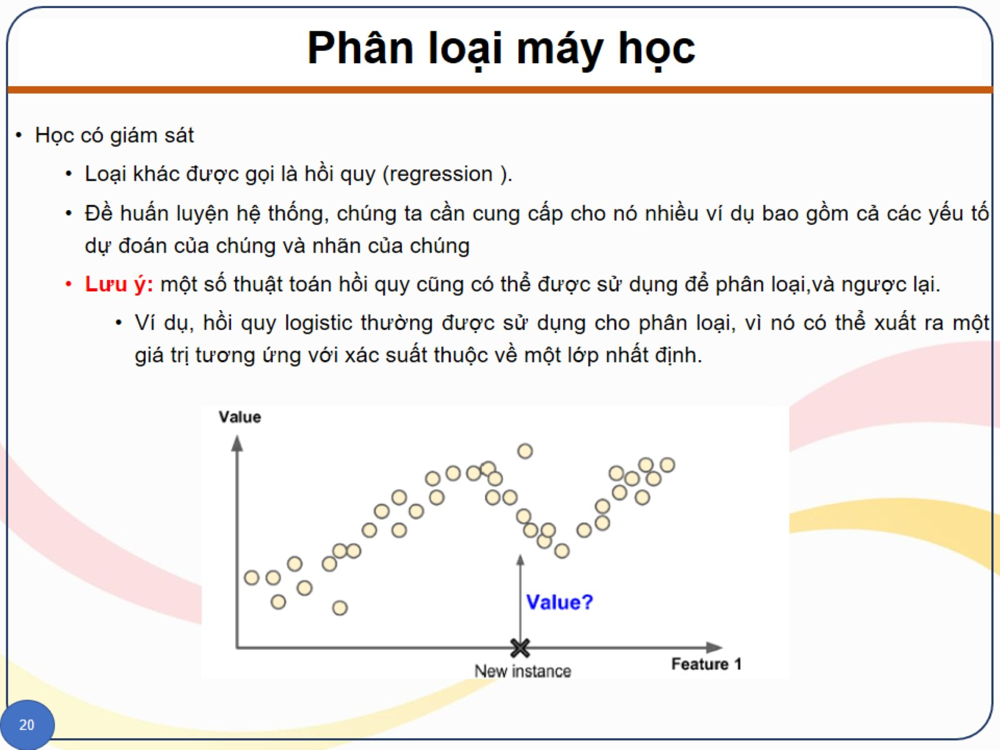 Phân loại máy học
• Học có giám sát
• Loại khác được gọi là hồi quy (regression ).
• Để huấn luyện hệ thống, chúng ta cần cung cấp cho nó nhiều ví dụ bao gồm cả các yếu tố
dự đoán của chúng và nhãn của chúng
• Lưu ý: một số thuật toán hồi quy cũng có thể được sử dụng để phân loại,và ngược lại.
• Ví dụ, hồi quy logistic thường được sử dụng cho phân loại, vì nó có thể xuất ra một
giá trị tương ứng với xác suất thuộc về một lớp nhất định.
Value
Value?
New instance
Feature 1
20